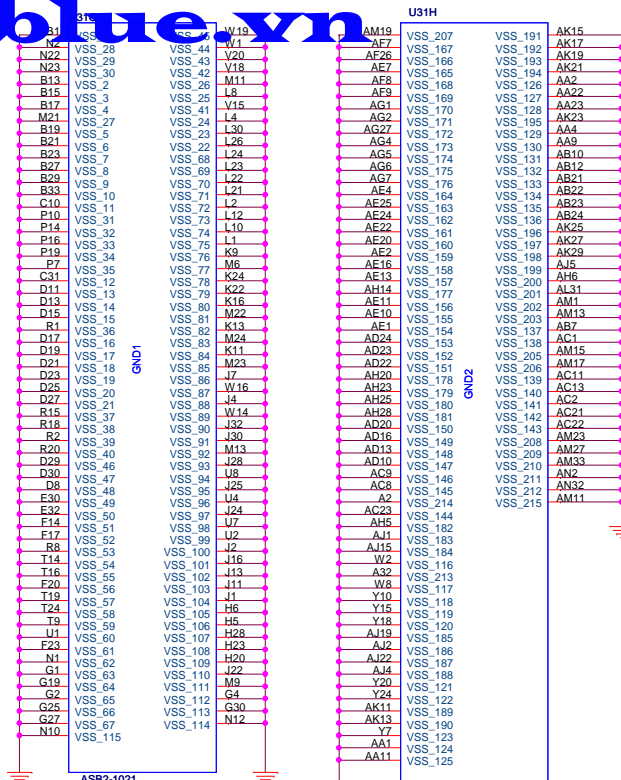 blue.vn
B1
N2
N22
N23
B13
B15
B17
M21
B19
B21
B23
B27
B29
B33
C10
P10
P14
P16
P19
P7
C31
D11
D13
D15
R1
D17
D19
D21
D23
D25
D27
R15
R18
R2
R20
D29
D30
D8
E30
E32
F14
F17
R8
T14
T16
F20
T19
T24
T9
U1
F23
N1
G1
G19
G2
G25
G27
N10
VSS_28
VSS_29
VSS_30
VSS_2
VSS_3
VSS_4
VSS_27
VSS_5
VSS_6
VSS_7
VSS_8
VSS_9
VSS_10
VSS_11
VSS_31
VSS_32
VSS_33
VSS_34
VSS_35
VSS_12
VSS_13
VSS_14
VSS_15
VSS_36
VSS_16
VSS_17
VSS_18
VSS_19
VSS_20
VSS_21
VSS_37
VSS_38
VSS_39
VSS_40
VSS_46
VSS_47
VSS_48
VSS_49
VSS_50
VSS_51
VSS_52
VSS_53
VSS_54
VSS_55
VSS_56
VSS_57
VSS_58
VSS_59
VSS_60
VSS_61
VSS_62
VSS_63
VSS_64
VSS_65
VSS_66
VSS_67
VSS_115
GND1
VSS_45
VSS_44
VSS_43
VSS_42
VSS_26
VSS_25
VSS_41
VSS_24
VSS_23
VSS_22
VSS_68
VSS_69
VSS_70
VSS_71
VSS_72
VSS_73
VSS_74
VSS_75
VSS_76
VSS_77
VSS_78
VSS_79
VSS_80
VSS_81
VSS_82
VSS_83
VSS_84
VSS_85
VSS_86
VSS_87
VSS_88
VSS_89
VSS_90
VSS_91
VSS_92
VSS_93
VSS_94
VSS_95
VSS_96
VSS_97
VSS_98
VSS_99
VSS_100
VSS_101
VSS_102
VSS_103
VSS_104
VSS_105
VSS_106
VSS_107
VSS_108
VSS_109
VSS_110
VSS_111
VSS_112
VSS_113
VSS_114
W19
W1
V20
V18
M11
L8
V15
L4
L30
L26
L24
L23
L22
L21
L2
L12
L10
L1
K9
M6
K24
K22
K16
M22
K13
M24
K11
M23
J7
W16
J4
W14
J32
J30
M13
J28
U8
J25
U4
J24
U7
U2
J2
J16
J13
J11
J1
H6
H5
H28
H23
H20
J22
M9
G4
G30
N12
ASB2-1021
U31H
AM19
AF7
AF26
AE7
AF8
AF9
AG1
AG2
AG27
AG4
AG5
AG6
AG7
AE4
AE25
AE24
AE22
AE20
AE2
AE16
AE13
AH14
AE11
AE10
AE1
AD24
AD23
AD22
AH20
AH23
AH25
AH28
AD20
AD16
AD13
AD10
AC9
AC8
A2
AC23
AH5
AJ1
AJ15
W2
A32
W8
Y10
Y15
Y18
AJ19
AJ2
AJ22
AJ4
Y20
Y24
AK11
AK13
Y7
AA1
AA11
VSS_207
VSS_167
VSS_166
VSS_165
VSS_168
VSS_169
VSS_170
VSS_171
VSS_172
VSS_173
VSS_174
VSS_175
VSS_176
VSS_164
VSS_163
VSS_162
VSS_161
VSS_160
VSS_159
VSS_158
VSS_157
VSS_177
VSS_156
VSS_155
VSS_154
VSS_153
VSS_152
VSS_151
VSS_178
VSS_179
VSS_180
VSS_181
VSS_150
VSS_149
VSS_148
VSS_147
VSS_146
VSS_145
VSS_214
VSS_144
VSS_182
VSS_183
VSS_184
VSS_116
VSS_213
VSS_117
VSS_118
VSS_119
VSS_120
VSS_185
VSS_186
VSS_187
VSS_188
VSS_121
VSS_122
VSS_189
VSS_190
VSS_123
VSS_124
VSS_125
GND2
VSS_191
VSS_192
VSS_193
VSS_194
VSS_126
VSS_127
VSS_128
VSS_195
VSS_129
VSS_130
VSS_131
VSS_132
VSS_133
VSS_134
VSS_135
VSS_136
VSS_196
VSS_197
VSS_198
VSS_199
VSS_200
VSS_201
VSS_202
VSS_203
VSS_137
VSS_138
VSS_205
VSS_206
VSS_139
VSS_140
VSS_141
VSS_142
VSS_143
VSS_208
VSS_209
VSS_210
VSS_211
VSS_212
VSS_215
AK15
AK17
AK19
AK21
AA2
AA22
AA23
AK23
AA4
AA9
AB10
AB12
AB21
AB22
AB23
AB24
AK25
AK27
AK29
AJ5
AH6
AL31
AM1
AM13
AB7
AC1
AM15
AM17
AC11
AC13
AC2
AC21
AC22
AM23
AM27
AM33
AN2
AN32
AM11